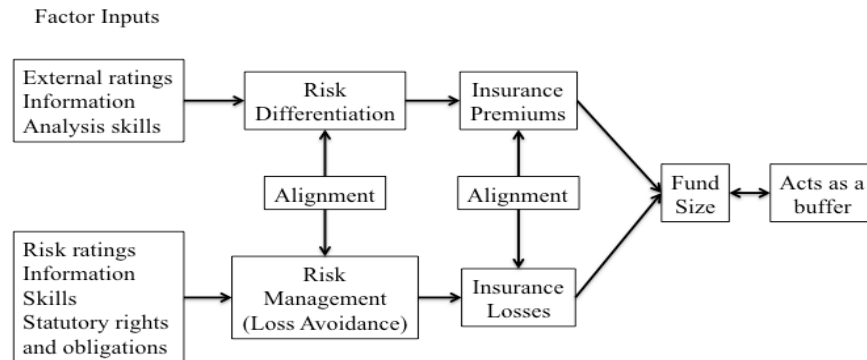 Factor Inputs
External ratings
Information
Analysis skills
Risk
Differentiation
Insurance
Premiums
Alignment
Alignment
Fund
Size
Acts as a
buffer
Risk ratings
Information
Skills
Statutory rights
and obligations
Risk
Management
(Loss Avoidance)
Insurance
Losses